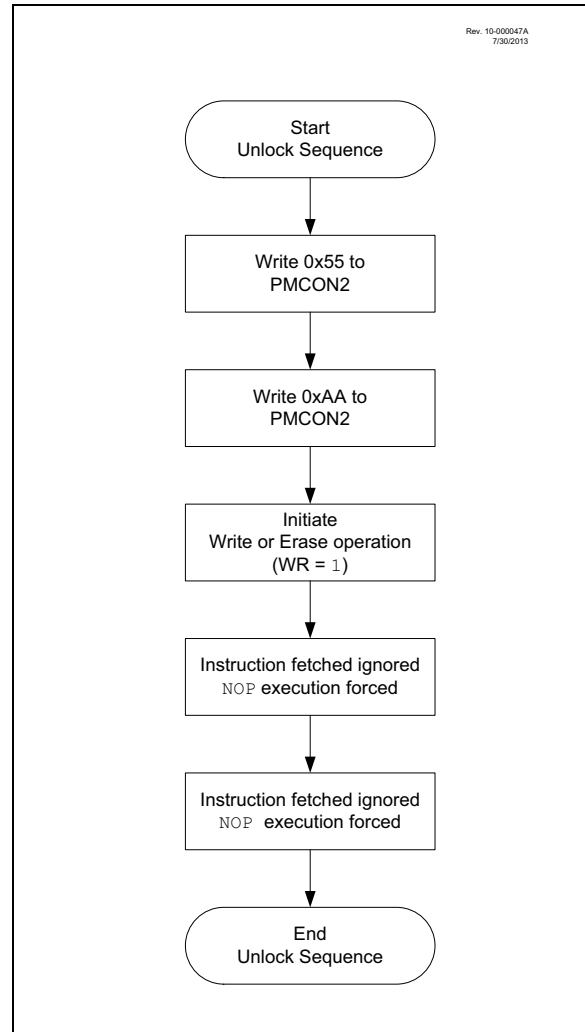 Rev. 10-000047A
7/30/2013
Start
Unlock Sequence
Write 0x55 to
PMCON2
Write 0xAA to
PMCON2
Initiate
Write or Erase operation
(WR = 1)
Instruction fetched ignored
NOP execution forced
Instruction fetched ignored
NOP execution forced
End
Unlock Sequence